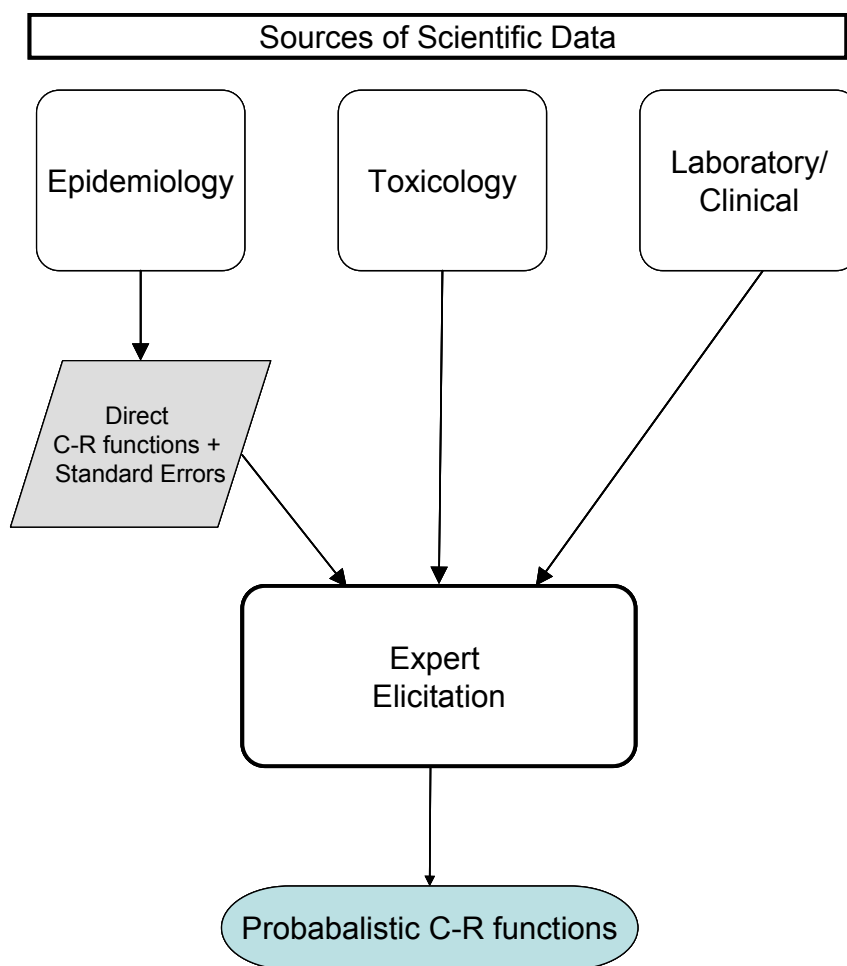 Sources of Scientific Data
Epidemiology
Toxicology
Laboratory/
Clinical
Direct
C-R functions +
Standard Errors
Expert
Elicitation
Probabalistic C-R functions